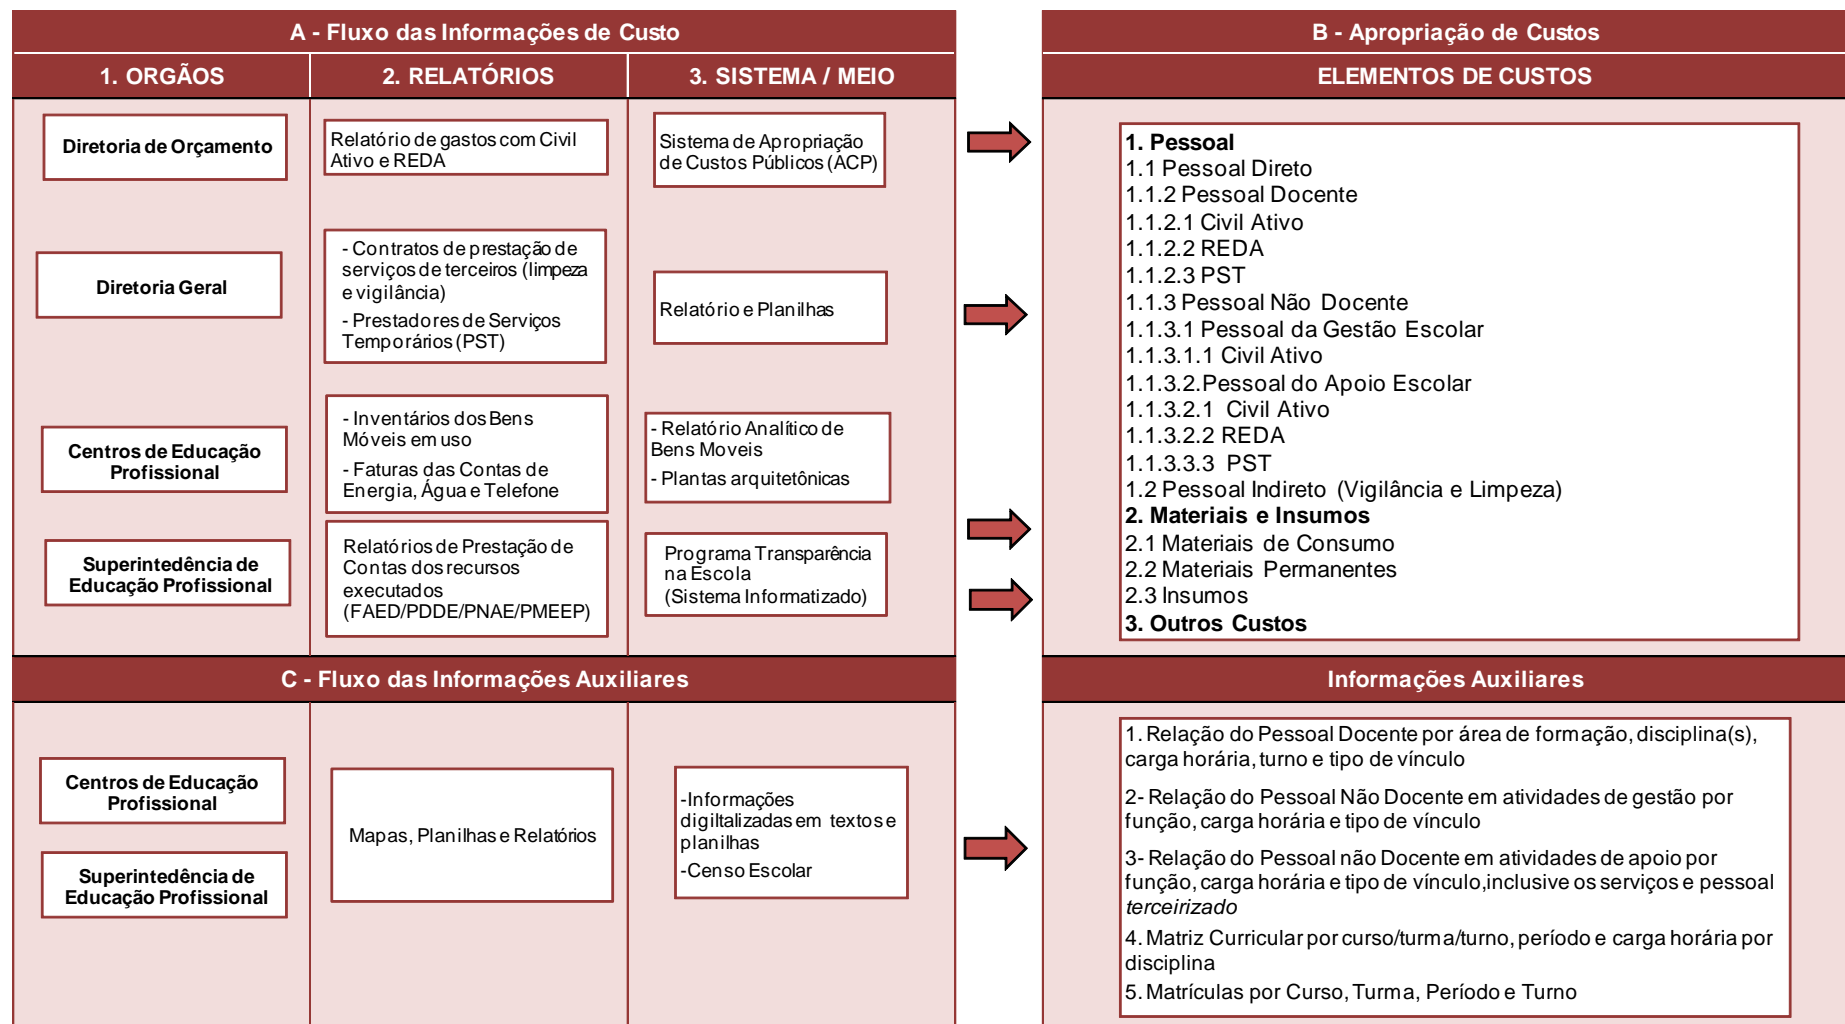 A - Fluxo das Informações de Custo
1. ORGÃOS
2. RELATÓRIOS
3. SISTEMA / MEIO
Diretoria de Orçamento
Relatório de gastos com Civil
Ativo e REDA
Sistema de Apropriação
de Custos Públicos (ACP)
Diretoria Geral
- Contratos de prestação de
serviços de terceiros (limpeza
e vigilância)
- Prestadores de Serviços
Temporários (PST)
Relatório e Planilhas
Centros de Educação
Profissional
- Inventários dos Bens
Móveis em uso
- Faturas das Contas de
Energia, Água e Telefone
- Relatório Analítico de
Bens Moveis
- Plantas arquitetônicas
Superintedência de
Educação Profissional
Relatórios de Prestação de
Contas dos recursos
executados
(FAED/PDDE/PNAE/PMEEP)
Programa Transparência
na Escola
(Sistema Informatizado)
B - Apropriação de Custos
ELEMENTOS DE CUSTOS
1. Pessoal
1.1 Pessoal Direto
1.1.2 Pessoal Docente
1.1.2.1 Civil Ativo
1.1.2.2 REDA
1.1.2.3 PST
1.1.3 Pessoal Não Docente
1.1.3.1 Pessoal da Gestão Escolar
1.1.3.1.1 Civil Ativo
1.1.3.2.Pessoal do Apoio Escolar
1.1.3.2.1 Civil Ativo
1.1.3.2.2 REDA
1.1.3.3.3 PST
1.2 Pessoal Indireto (Vigilância e Limpeza)
2. Materiais e Insumos
2.1 Materiais de Consumo
2.2 Materiais Permanentes
2.3 Insumos
3. Outros Custos
C - Fluxo das Informações Auxiliares
Centros de Educação
Profissional
Superintedência de
Educação Profissional
Mapas, Planilhas e Relatórios
-Informações
digiltalizadas em textos e
planilhas
-Censo Escolar
Informações Auxiliares
1. Relação do Pessoal Docente por área de formação, disciplina(s),
carga horária, turno e tipo de vínculo
2- Relação do Pessoal Não Docente em atividades de gestão por
função, carga horária e tipo de vínculo
3- Relação do Pessoal não Docente em atividades de apoio por
função, carga horária e tipo de vínculo,inclusive os serviços e pessoal
terceirizado
4. Matriz Curricular por curso/turma/turno, período e carga horária por
disciplina
5. Matrículas por Curso, Turma, Período e Turno